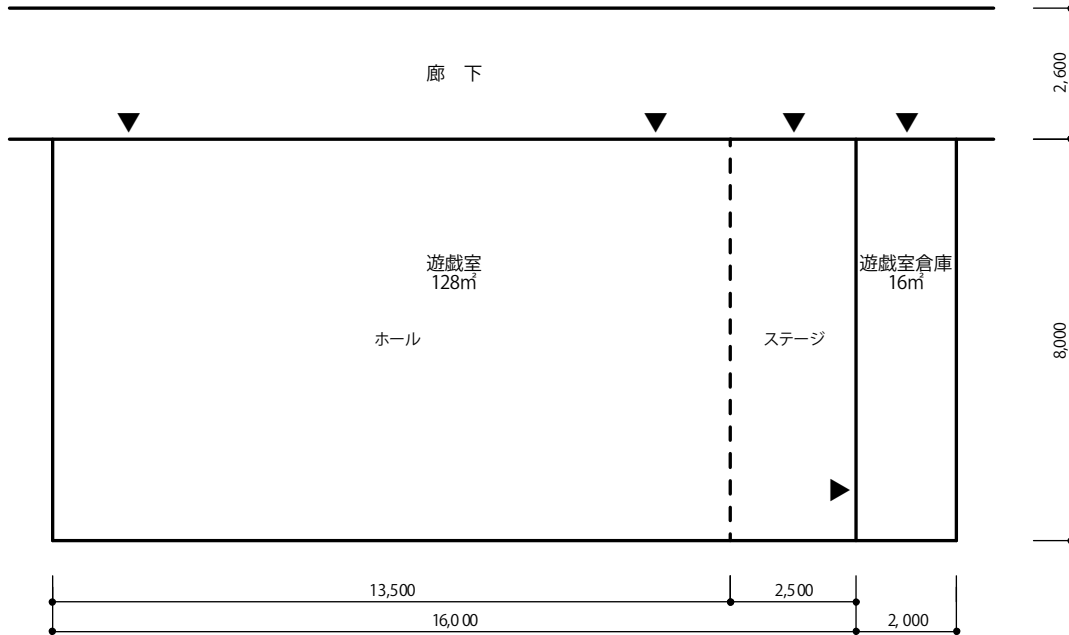 廊　下
2,600
遊戯室
128㎡
遊戯室倉庫
16㎡
ホール
ステージ
8,000
13,500
2,500
16,000
2,000